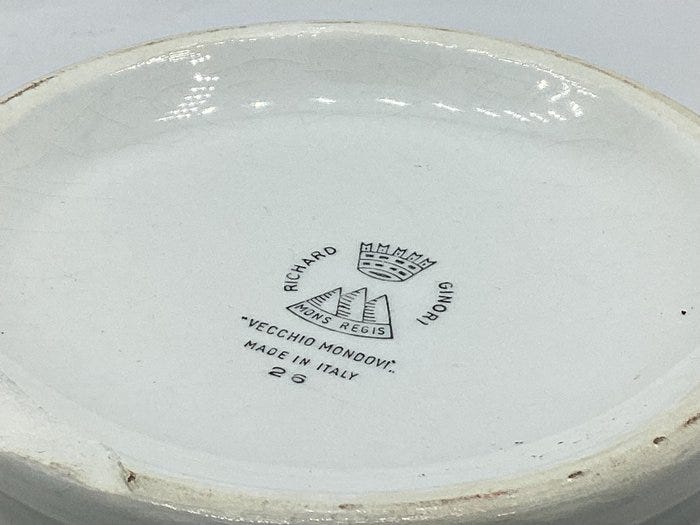 RICHARD GINORI
MONS REGIS
"VECCHIO MONDOVI"
MADE IN ITALY
26